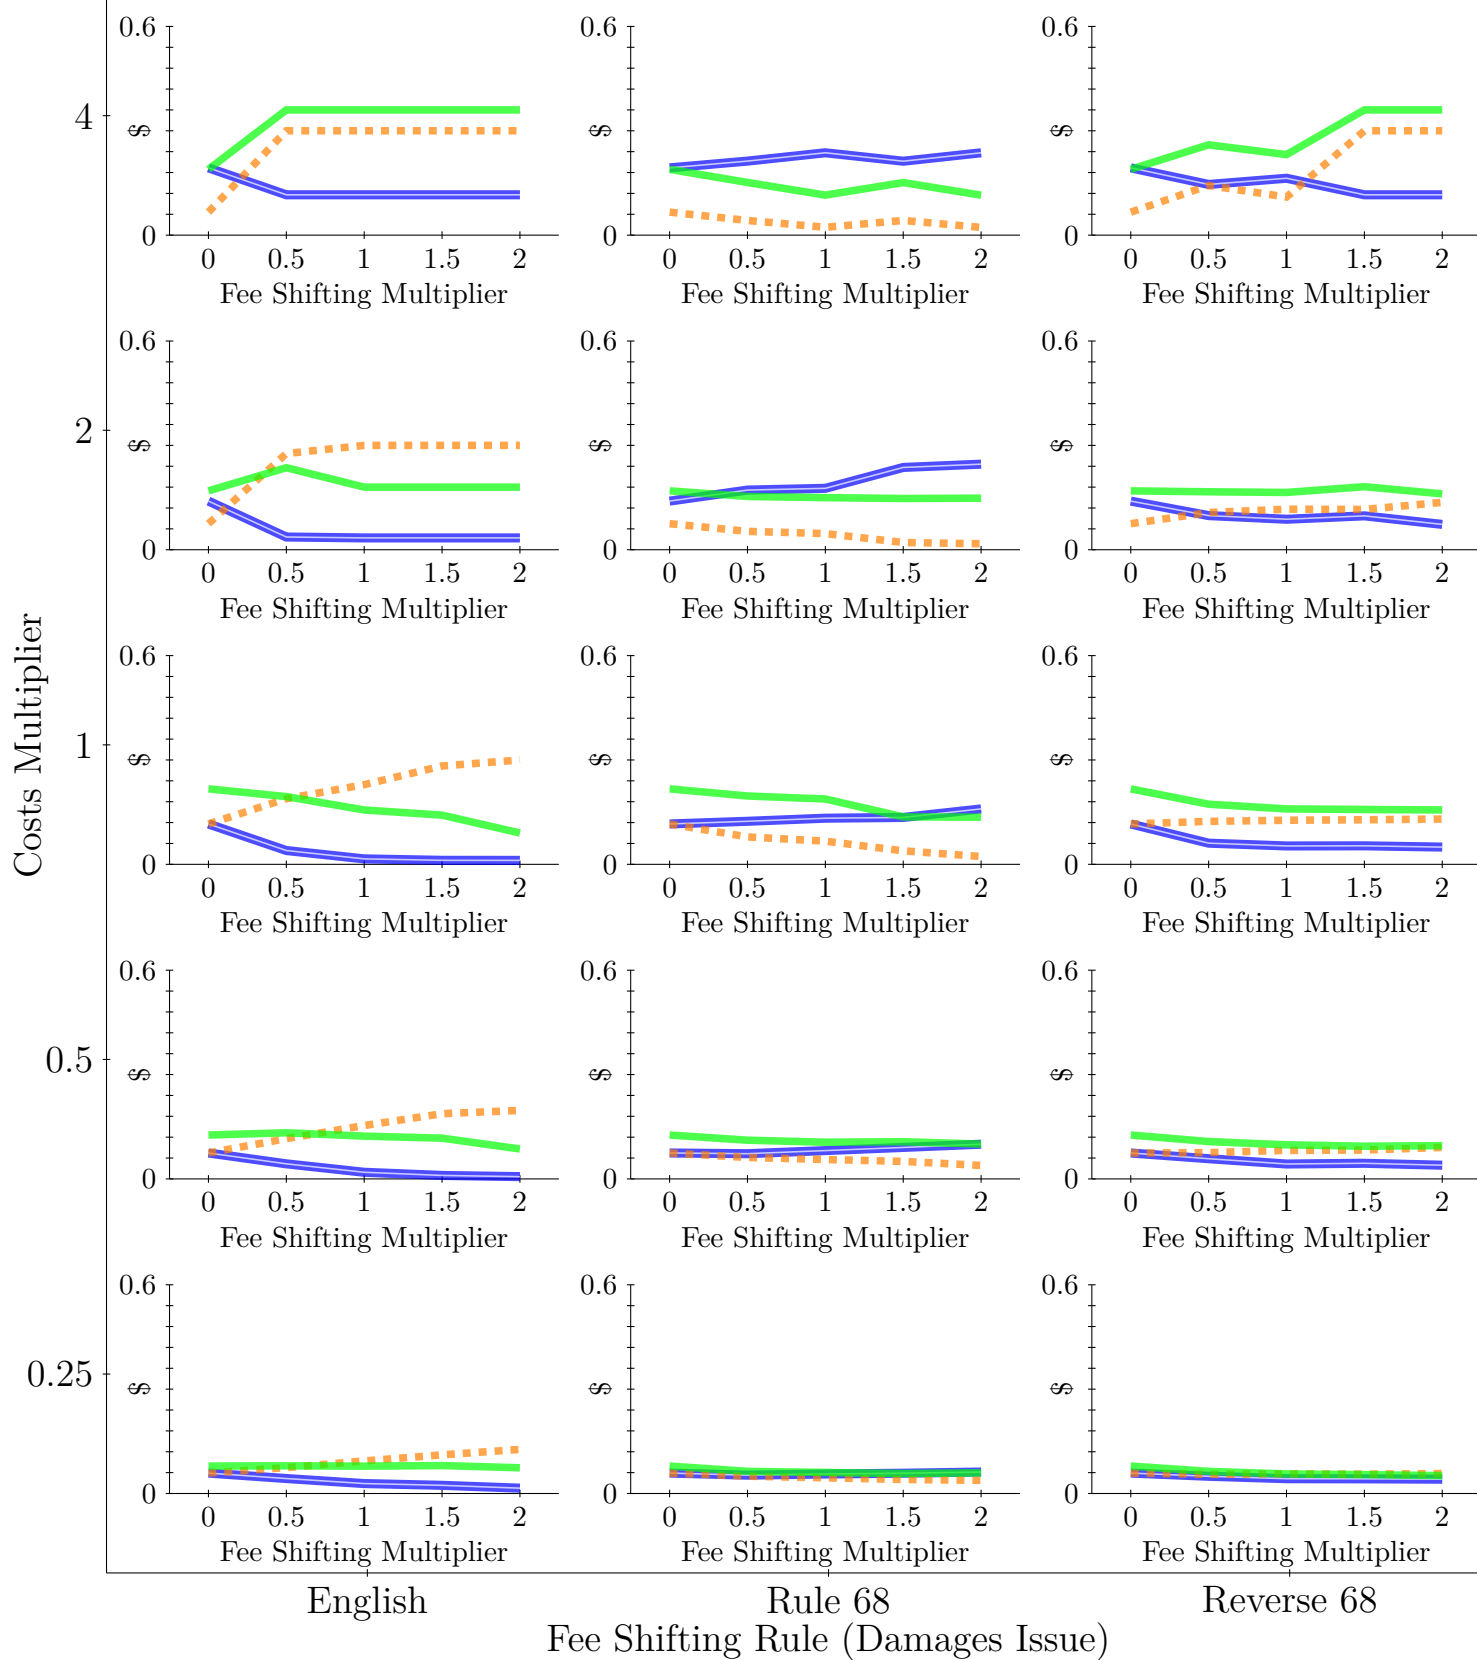 0.6 0.6 0.6
4 $ $ $
0 0 0
0 0.5 1 1.5 2 0 0.5 1 1.5 2 0 0.5 1 1.5 2
Fee Shifting Multiplier Fee Shifting Multiplier Fee Shifting Multiplier
0.6 0.6 0.6
2 $ $ $
0 0 0
0 0.5 1 1.5 2 0 0.5 1 1.5 2 0 0.5 1 1.5 2
Fee Shifting Multiplier Fee Shifting Multiplier Fee Shifting Multiplier
Costs Multiplier
0.6 0.6 0.6
1 $ $ $
0 0 0
0 0.5 1 1.5 2 0 0.5 1 1.5 2 0 0.5 1 1.5 2
Fee Shifting Multiplier Fee Shifting Multiplier Fee Shifting Multiplier
0.6 0.6 0.6
0.5 $ $ $
0 0 0
0 0.5 1 1.5 2 0 0.5 1 1.5 2 0 0.5 1 1.5 2
Fee Shifting Multiplier Fee Shifting Multiplier Fee Shifting Multiplier
0.6 0.6 0.6
0.25 $ $ $
0 0 0
0 0.5 1 1.5 2 0 0.5 1 1.5 2 0 0.5 1 1.5 2
Fee Shifting Multiplier Fee Shifting Multiplier Fee Shifting Multiplier
English Rule 68 Reverse 68
Fee Shifting Rule (Damages Issue)